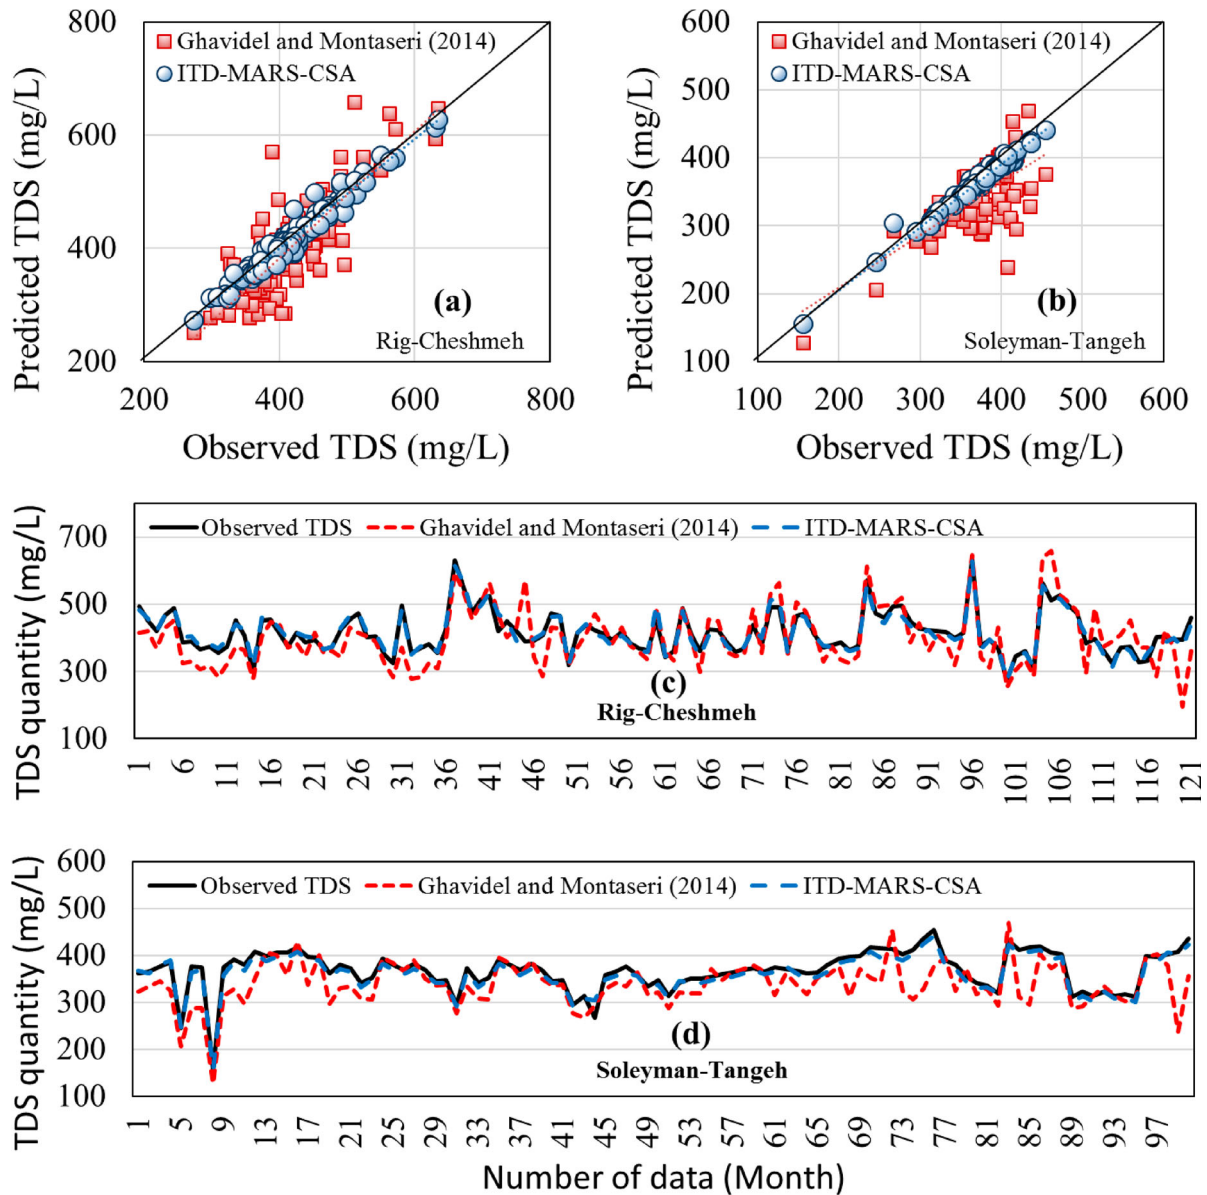 800
600
400
200
Predicted TDS (mg/L)
Ghavidel and Montaseri (2014)
ITD-MARS-CSA
(a)
Rig-Cheshmeh
200 400 600 800
Observed TDS (mg/L)
600
500
400
300
200
100
Predicted TDS (mg/L)
Ghavidel and Montaseri (2014)
ITD-MARS-CSA
(b)
Soleyman-Tangeh
100 200 300 400 500 600
Observed TDS (mg/L)
TDS quantity (mg/L)
700
500
300
100
Observed TDS Ghavidel and Montaseri (2014) ITD-MARS-CSA
(c)
Rig-Cheshmeh
1 6 11 16 21 26 31 36 41 46 51 56 61 66 71 76 81 86 91 96 101 106 111 116 121
TDS quantity (mg/L)
600
500
400
300
200
100
Observed TDS Ghavidel and Montaseri (2014) ITD-MARS-CSA
(d)
Soleyman-Tangeh
1 5 9 13 17 21 25 29 33 37 41 45 49 53 57 61 65 69 73 77 81 85 89 93 97
Number of data (Month)